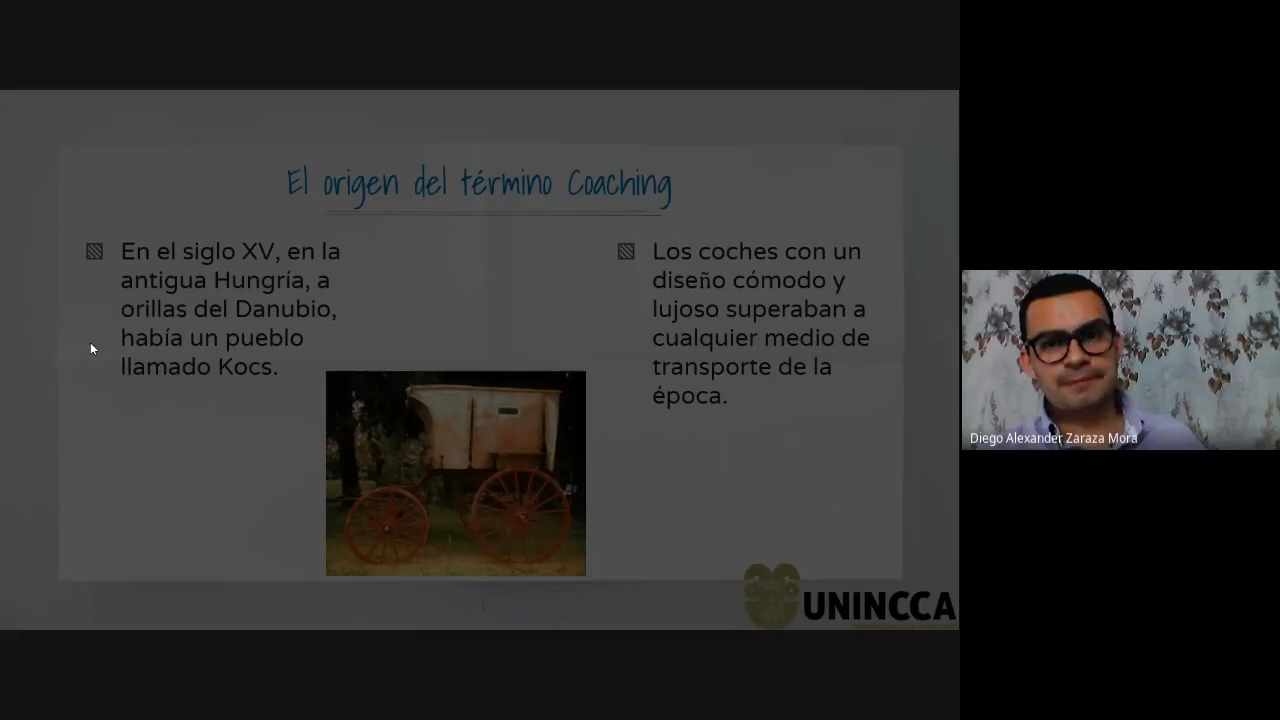 El origen del término Coaching
En el siglo XV, en la
antigua Hungría, a
orillas del Danubio,
había un pueblo
llamado Kocs.
Los coches con un
diseño cómodo y
lujoso superaban a
cualquier medio de
transporte de la
época.
UNINCCA
Diego Alexander Zaraza Mora